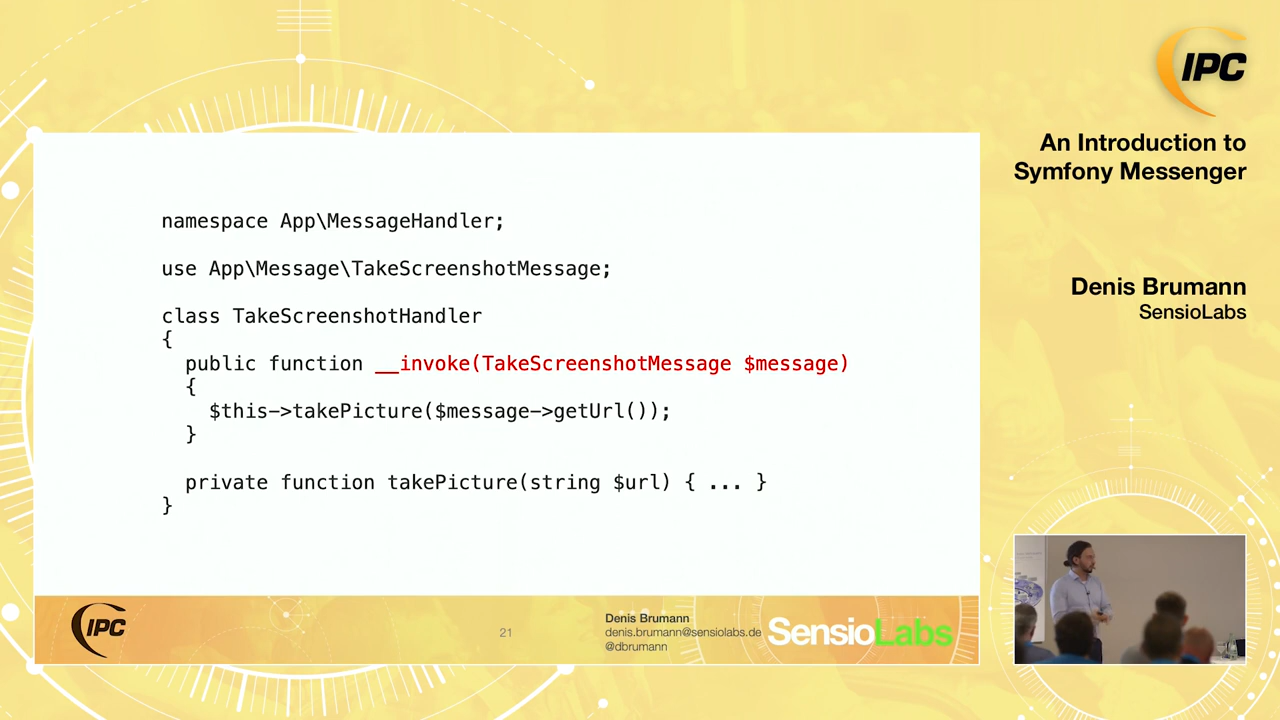 IPC
An Introduction to
Symfony Messenger
Denis Brumann
SensioLabs
namespace App\MessageHandler;
use App\Message\TakeScreenshotMessage;
class TakeScreenshotHandler
{
  public function __invoke(TakeScreenshotMessage $message)
  {
    $this->takePicture($message->getUrl());
  }
  private function takePicture(string $url) { ... }
}
IPC
21
Denis Brumann
denis.brumann@sensiolabs.de
@dbrumann
SensioLabs